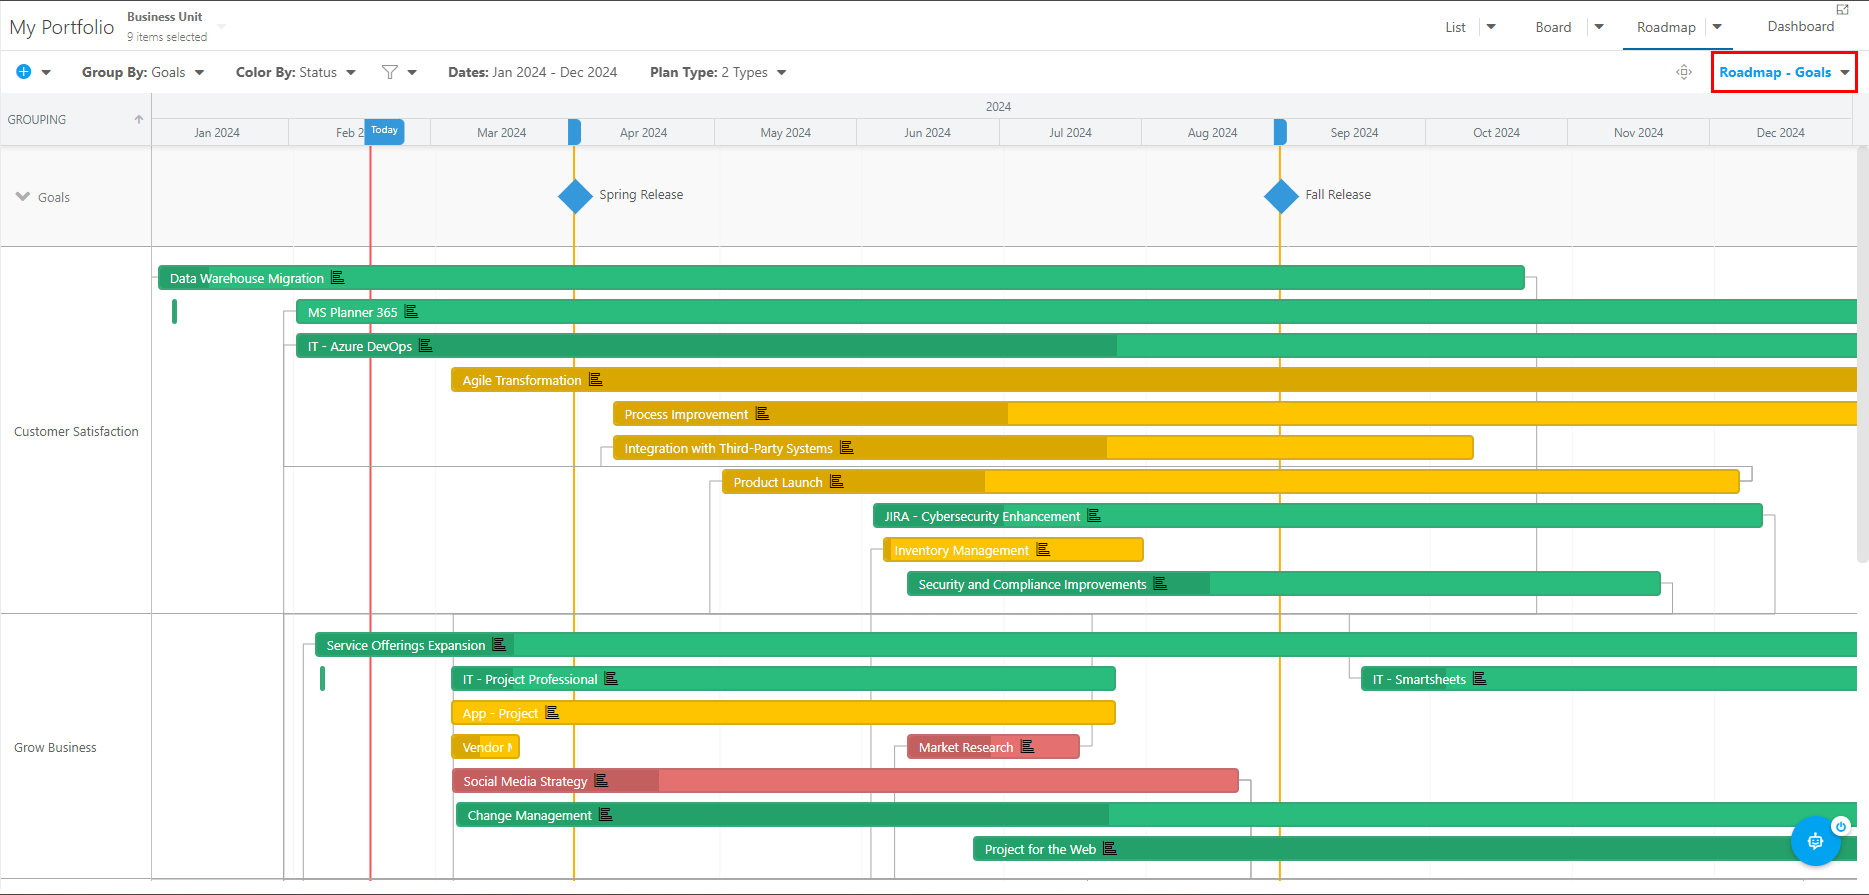 My Portfolio
Business Unit
9 items selected
List
Board
Roadmap
Dashboard
Group By: Goals
Color By: Status
Dates: Jan 2024 - Dec 2024
Plan Type: 2 Types
Roadmap - Goals
GROUPING
2024
Jan 2024
Feb 2
Today
Mar 2024
Apr 2024
May 2024
Jun 2024
Jul 2024
Aug 2024
Sep 2024
Oct 2024
Nov 2024
Dec 2024
Goals
Spring Release
Fall Release
Customer Satisfaction
Data Warehouse Migration
MS Planner 365
IT - Azure DevOps
Agile Transformation
Process Improvement
Integration with Third-Party Systems
Product Launch
JIRA - Cybersecurity Enhancement
Inventory Management
Security and Compliance Improvements
Grow Business
Service Offerings Expansion
IT - Project Professional
IT - Smartsheets
App - Project
Vendor
Market Research
Social Media Strategy
Change Management
Project for the Web